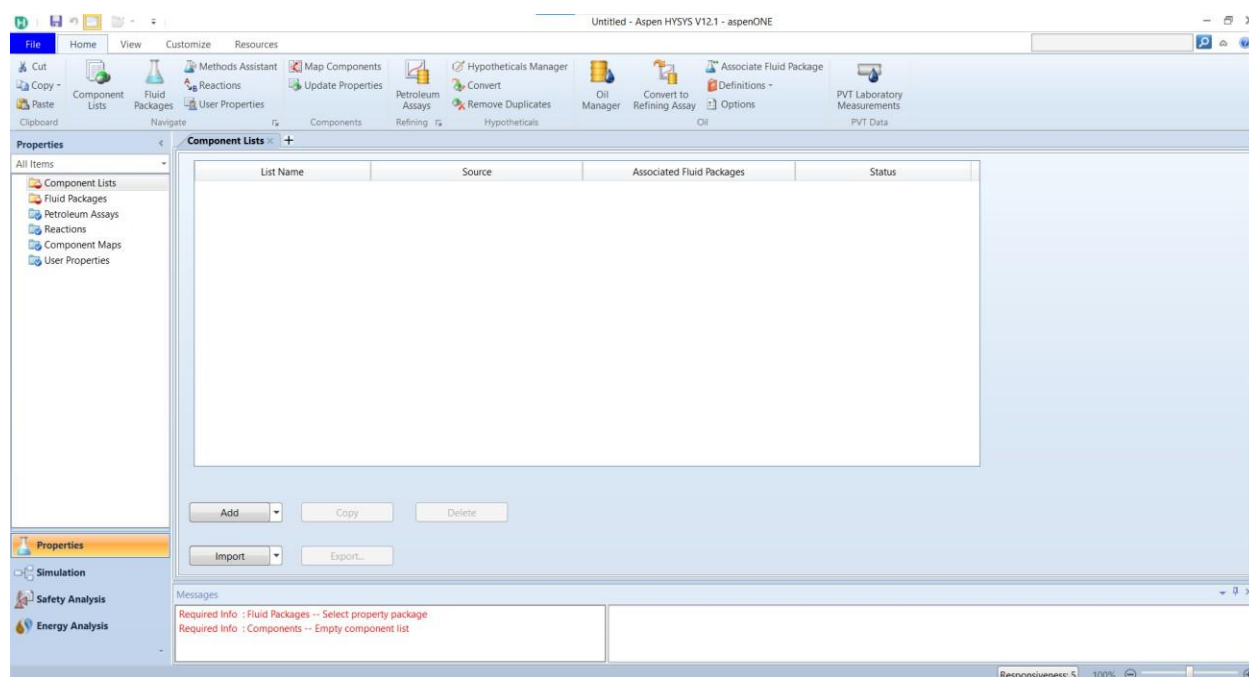 Untitled - Aspen HYSYS V12.1 - aspenONE
File Home View Customize Resources
Cut
Copy
Paste
Clipboard
Component Lists
Fluid Packages
Navigate
Methods Assistant
Reactions
User Properties
Map Components
Update Properties
Components
Petroleum Assays
Refining
Hypotheticals Manager
Convert
Remove Duplicates
Hypotheticals
Oil Manager
Convert to Refining Assay
Associate Fluid Package
Definitions
Options
Oil
PVT Laboratory Measurements
PVT Data
Properties
All Items
Component Lists
Fluid Packages
Petroleum Assays
Reactions
Component Maps
User Properties
Properties
Simulation
Safety Analysis
Energy Analysis
Component Lists × +
List Name Source Associated Fluid Packages Status
Add Copy Delete
Import Export...
Messages
Required Info : Fluid Packages -- Select property package
Required Info : Components -- Empty component list
Responsiveness: 5 100%